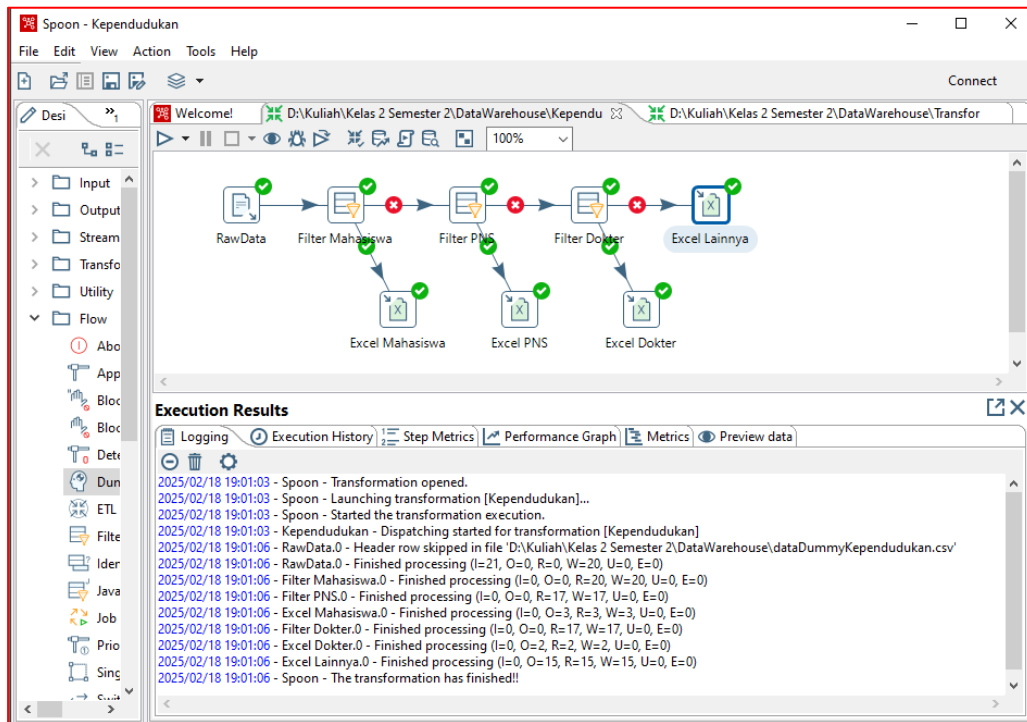 Spoon - Kependudukan
File Edit View Action Tools Help
Connect
Desi
»1
Welcome!
D:\Kuliah\Kelas 2 Semester 2\DataWarehouse\Kependu
D:\Kuliah\Kelas 2 Semester 2\DataWarehouse\Transfor
100%
Input
Output
Stream
Transfo
Utility
Flow
Abo
App
Bloc
Bloc
Dete
Dun
ETL
Filte
Iden
Java
Job
Prio
Sing
Swit
RawData
Filter Mahasiswa
Filter PNS
Filter Dokter
Excel Lainnya
Excel Mahasiswa
Excel PNS
Excel Dokter
Execution Results
Logging
Execution History
Step Metrics
Performance Graph
Metrics
Preview data
2025/02/18 19:01:03 - Spoon - Transformation opened.
2025/02/18 19:01:03 - Spoon - Launching transformation [Kependudukan]...
2025/02/18 19:01:03 - Spoon - Started the transformation execution.
2025/02/18 19:01:03 - Kependudukan - Dispatching started for transformation [Kependudukan]
2025/02/18 19:01:06 - RawData.0 - Header row skipped in file 'D:\Kuliah\Kelas 2 Semester 2\DataWarehouse\dataDummyKependudukan.csv'
2025/02/18 19:01:06 - RawData.0 - Finished processing (I=21, O=0, R=0, W=20, U=0, E=0)
2025/02/18 19:01:06 - Filter Mahasiswa.0 - Finished processing (I=0, O=0, R=20, W=20, U=0, E=0)
2025/02/18 19:01:06 - Filter PNS.0 - Finished processing (I=0, O=0, R=17, W=17, U=0, E=0)
2025/02/18 19:01:06 - Excel Mahasiswa.0 - Finished processing (I=0, O=3, R=3, W=3, U=0, E=0)
2025/02/18 19:01:06 - Filter Dokter.0 - Finished processing (I=0, O=0, R=17, W=17, U=0, E=0)
2025/02/18 19:01:06 - Excel Dokter.0 - Finished processing (I=0, O=2, R=2, W=2, U=0, E=0)
2025/02/18 19:01:06 - Excel Lainnya.0 - Finished processing (I=0, O=15, R=15, W=15, U=0, E=0)
2025/02/18 19:01:06 - Spoon - The transformation has finished!!